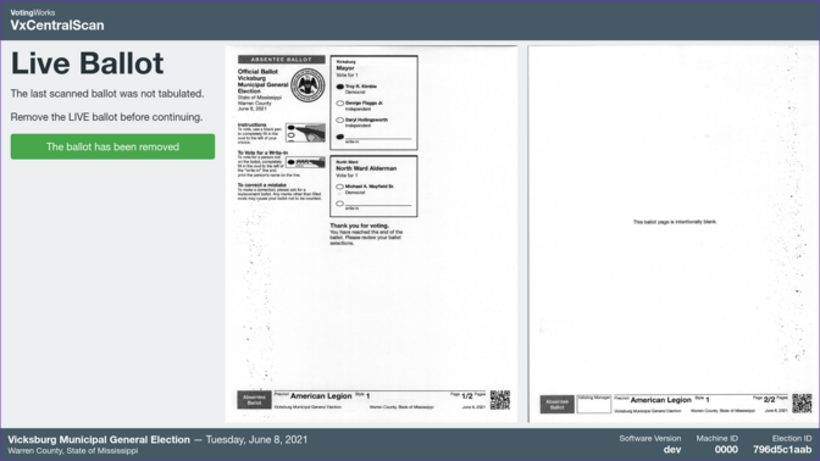 VotingWorks
VxCentralScan
Live Ballot
The last scanned ballot was not tabulated.
Remove the LIVE ballot before continuing.
The ballot has been removed
ABSENTEE BALLOT
Official Ballot
Vicksburg
Municipal General
Election
State of Mississippi
Warren County
June 8, 2021
Instructions
To Vote for a Write-in
To correct a mistake
Vicksburg
Mayor
Vote for 1
Troy R. Kimble
Democrat
George Flaggs Jr.
Independent
Daryl Hollingsworth
Independent
write-in
North Ward
North Ward Alderman
Vote for 1
Michael A. Mayfield Sr.
Democrat
write-in
Thank you for voting.
You have reached the end of the
ballot. Please review your ballot
selections.
Absentee
Ballot
Precinct
American Legion
Style
1
Page
1/2
Pages
Vicksburg Municipal General Election
Warren County, State of Mississippi
June 8, 2021
This ballot page is intentionally blank.
Absentee
Ballot
Precinct
American Legion
Style
1
Page
2/2
Pages
Vicksburg Municipal General Election
Warren County, State of Mississippi
June 8, 2021
Vicksburg Municipal General Election — Tuesday, June 8, 2021
Warren County, State of Mississippi
Software Version
dev
Machine ID
0000
Election ID
796d5c1aab